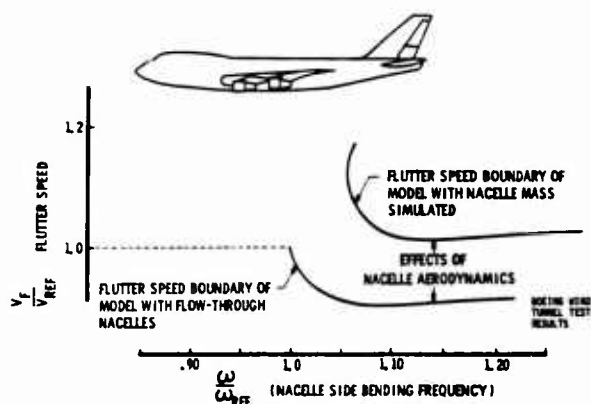 1.2
FLUTTER SPEED
1.0
V_F
V_REF
FLUTTER SPEED BOUNDARY OF
MODEL WITH NACELLE MASS
SIMULATED
EFFECTS OF
NACELLE AERODYNAMICS
FLUTTER SPEED BOUNDARY OF
MODEL WITH FLOW-THROUGH
NACELLES
BOEING WIND
TUNNEL TEST
RESULTS
.90
1.0
1.10
1.20
ω
ω_REF
(NACELLE SIDE BENDING FREQUENCY)